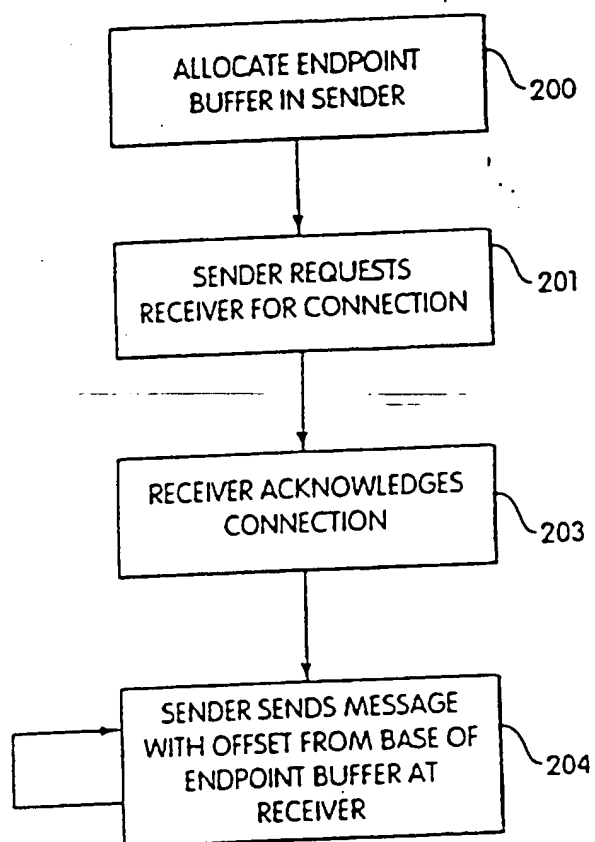 ALLOCATE ENDPOINT
BUFFER IN SENDER
200
SENDER REQUESTS
RECEIVER FOR CONNECTION
201
RECEIVER ACKNOWLEDGES
CONNECTION
203
SENDER SENDS MESSAGE
WITH OFFSET FROM BASE OF
ENDPOINT BUFFER AT
RECEIVER
204